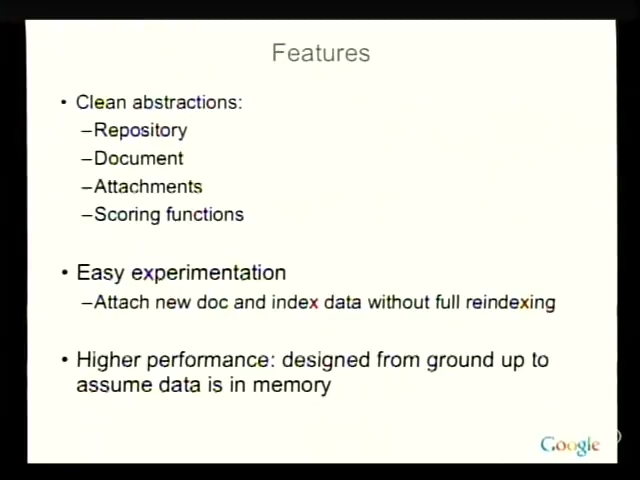 Features
• Clean abstractions:
–Repository
–Document
–Attachments
–Scoring functions
• Easy experimentation
–Attach new doc and index data without full reindexing
• Higher performance: designed from ground up to
assume data is in memory
Google